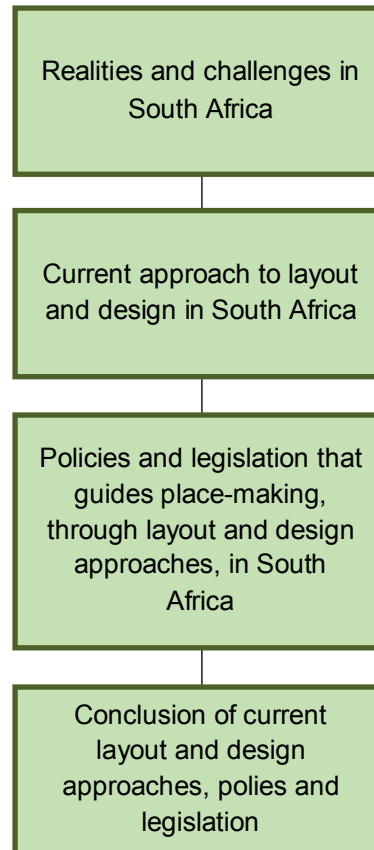 Realities and challenges in
South Africa
Current approach to layout
and design in South Africa
Policies and legislation that
guides place-making,
through layout and design
approaches, in South
Africa
Conclusion of current
layout and design
approaches, polies and
legislation